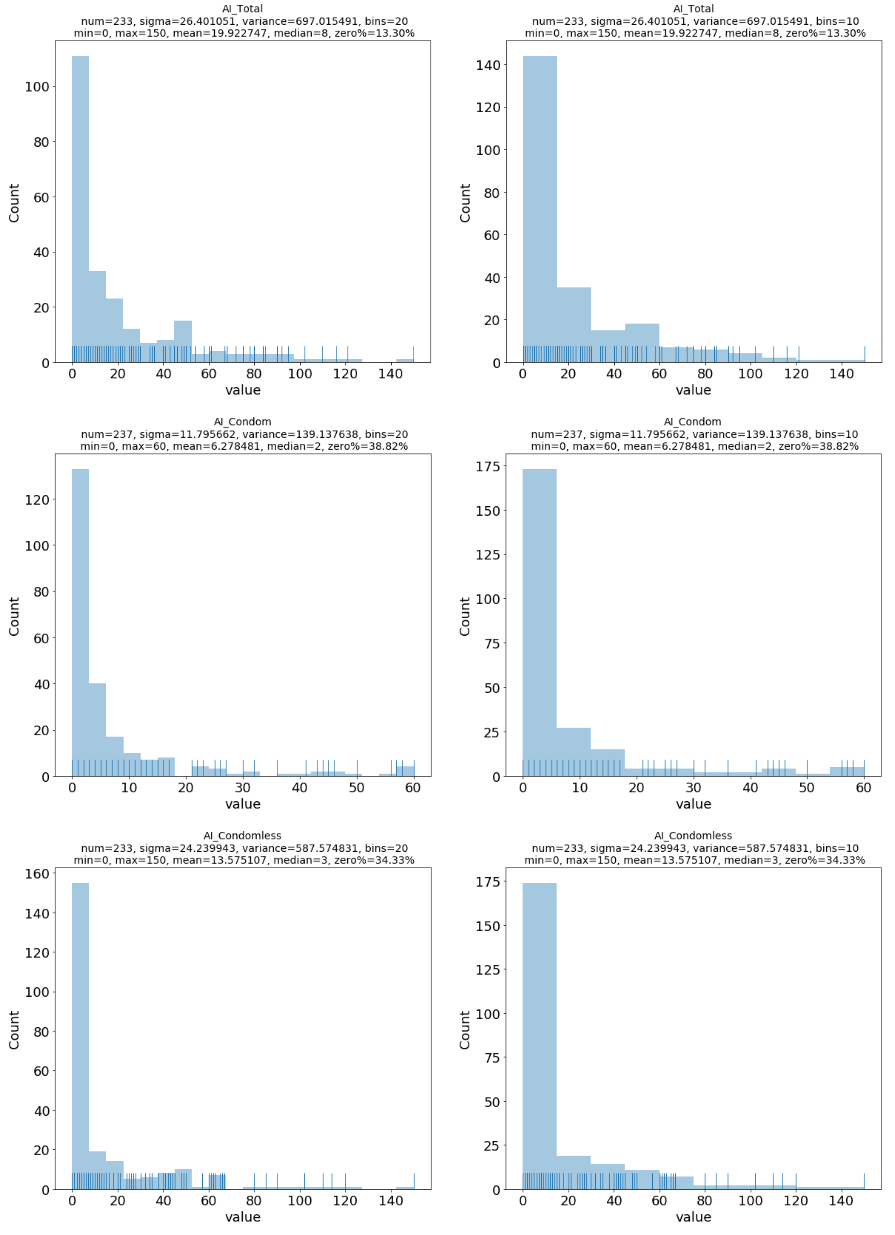 AI_Total
num=233, sigma=26.401051, variance=697.015491, bins=20
min=0, max=150, mean=19.922747, median=8, zero%=13.30%
100
80
60
40
20
0
Count
0 20 40 60 80 100 120 140
value
AI_Total
num=233, sigma=26.401051, variance=697.015491, bins=10
min=0, max=150, mean=19.922747, median=8, zero%=13.30%
140
120
100
80
60
40
20
0
Count
0 20 40 60 80 100 120 140
value
AI_Condom
num=237, sigma=11.795662, variance=139.137638, bins=20
min=0, max=60, mean=6.278481, median=2, zero%=38.82%
120
100
80
60
40
20
0
Count
0 10 20 30 40 50 60
value
AI_Condom
num=237, sigma=11.795662, variance=139.137638, bins=10
min=0, max=60, mean=6.278481, median=2, zero%=38.82%
175
150
125
100
75
50
25
0
Count
0 10 20 30 40 50 60
value
AI_Condomless
num=233, sigma=24.239943, variance=587.574831, bins=20
min=0, max=150, mean=13.575107, median=3, zero%=34.33%
160
140
120
100
80
60
40
20
0
Count
0 20 40 60 80 100 120 140
value
AI_Condomless
num=233, sigma=24.239943, variance=587.574831, bins=10
min=0, max=150, mean=13.575107, median=3, zero%=34.33%
175
150
125
100
75
50
25
0
Count
0 20 40 60 80 100 120 140
value